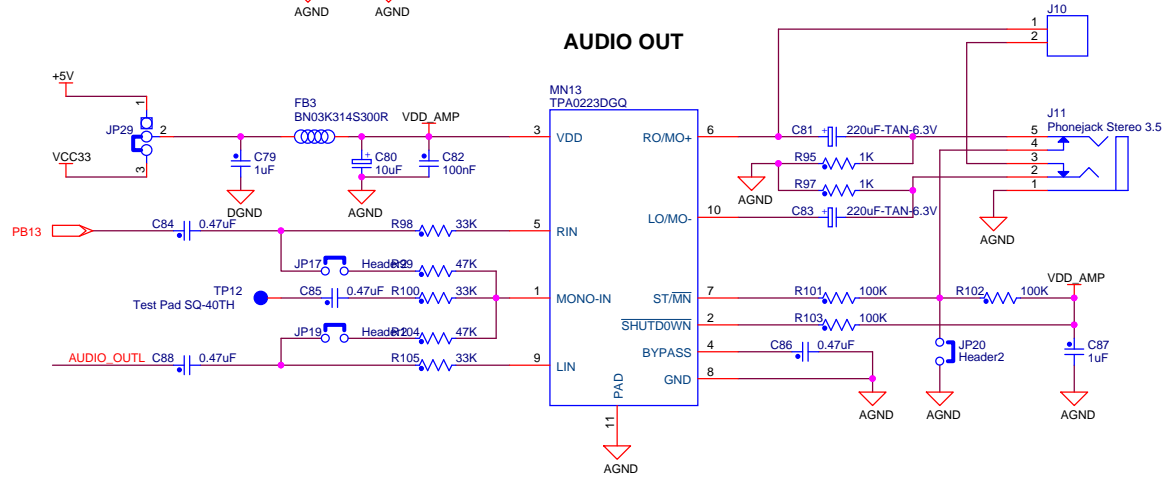 AGND
AGND
AUDIO OUT
J10
1
2
+5V
1
JP29
2
VCC33
3
FB3
BN03K314S300R
VDD_AMP
C79
1uF
DGND
C80
10uF
AGND
C82
100nF
MN13
TPA0223DGQ
3
VDD
RO/MO+
6
C81
+
220uF-TAN-6.3V
J11
Phonejack Stereo 3.5
5
4
3
2
1
AGND
R95
1K
AGND
R97
1K
LO/MO-
10
C83
+
220uF-TAN-6.3V
PB13
C84
0.47uF
R98
33K
5
RIN
JP17
Header2
R99
47K
TP12
Test Pad SQ-40TH
C85
0.47uF
R100
33K
1
MONO-IN
JP19
Header2
R104
47K
AUDIO_OUTL
C88
0.47uF
R105
33K
9
LIN
ST/MN
7
R101
100K
R102
100K
VDD_AMP
SHUTD0WN
2
R103
100K
BYPASS
4
C86
0.47uF
GND
8
AGND
JP20
Header2
AGND
C87
1uF
AGND
PAD
11
AGND